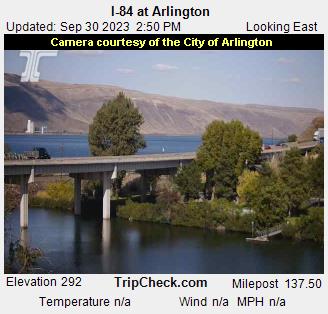 I-84 at Arlington
Updated: Sep 30 2023 2:50 PM Looking East
Camera courtesy of the City of Arlington
Elevation 292 TripCheck.com Milepost 137.50
Temperature n/a Wind n/a MPH n/a